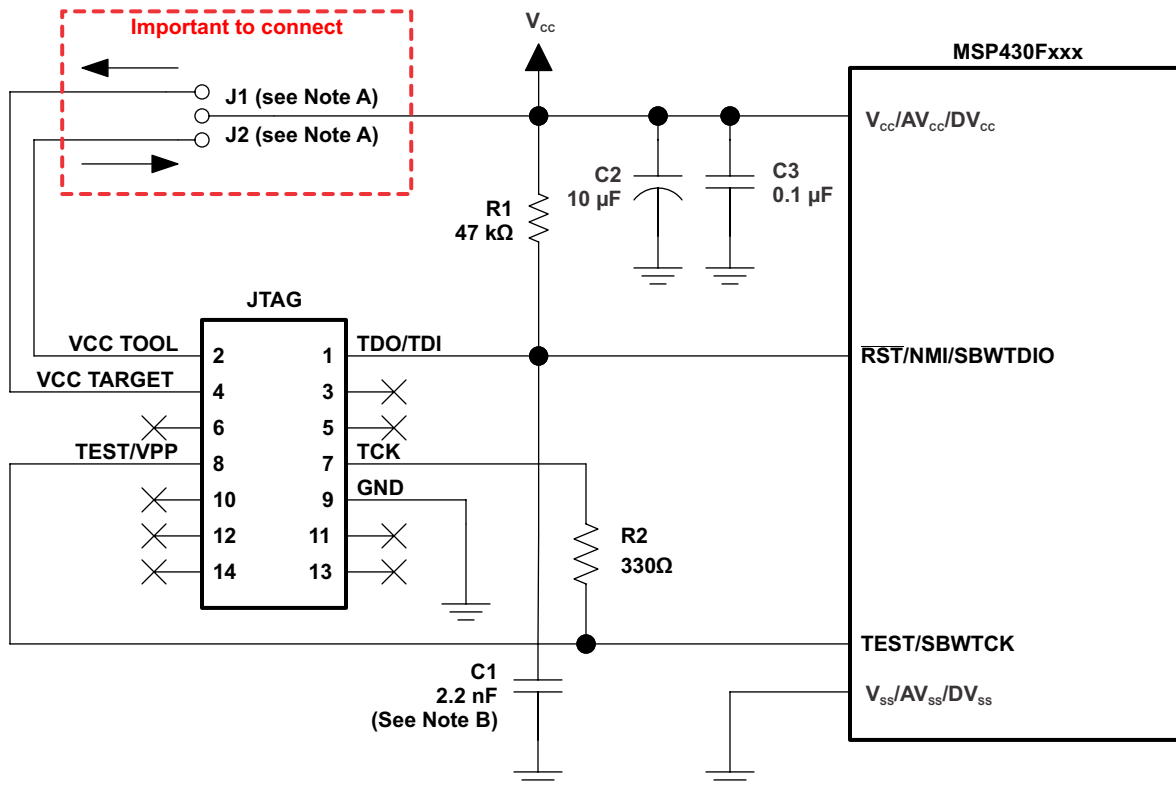 Important to connect
J1 (see Note A)
J2 (see Note A)
Vcc
MSP430Fxxx
Vcc/AVcc/DVcc
C2
10 µF
C3
0.1 µF
R1
47 kΩ
JTAG
VCC TOOL
2
1
TDO/TDI
RST/NMI/SBWTDIO
VCC TARGET
4
3
6
5
TEST/VPP
8
7
TCK
10
9
GND
12
11
14
13
R2
330Ω
TEST/SBWTCK
C1
2.2 nF
(See Note B)
Vss/AVss/DVss